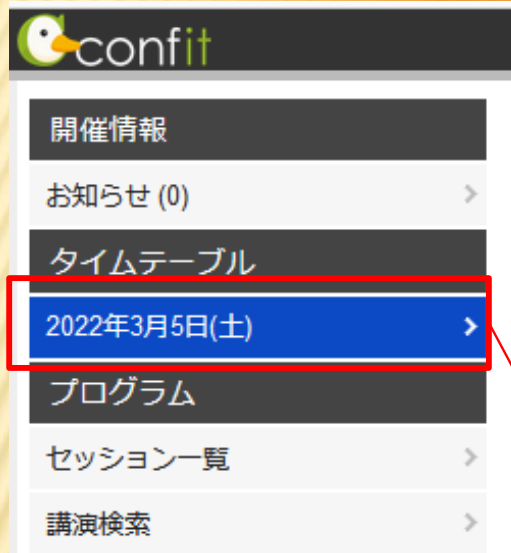 confit
開催情報
お知らせ (0)
タイムテーブル
2022年3月5日(土)
プログラム
セッション一覧
講演検索